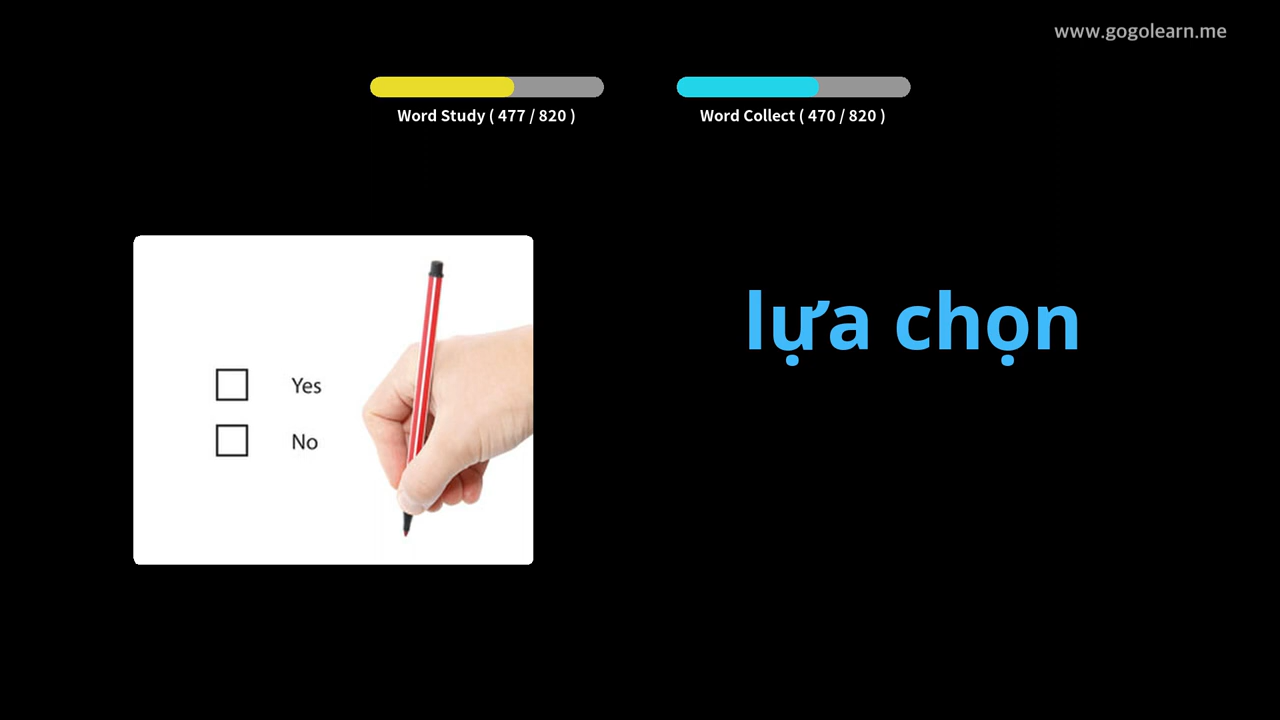 www.gogolearn.me
Word Study ( 477 / 820 )
Word Collect ( 470 / 820 )
lựa chọn
Yes
No